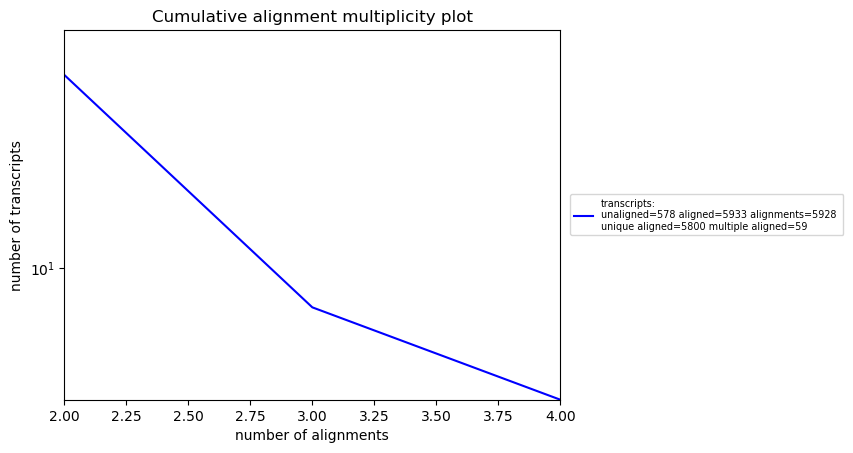 Cumulative alignment multiplicity plot
number of transcripts
10¹
2.00 2.25 2.50 2.75 3.00 3.25 3.50 3.75 4.00
number of alignments
transcripts:
unaligned=578 aligned=5933 alignments=5928
unique aligned=5800 multiple aligned=59